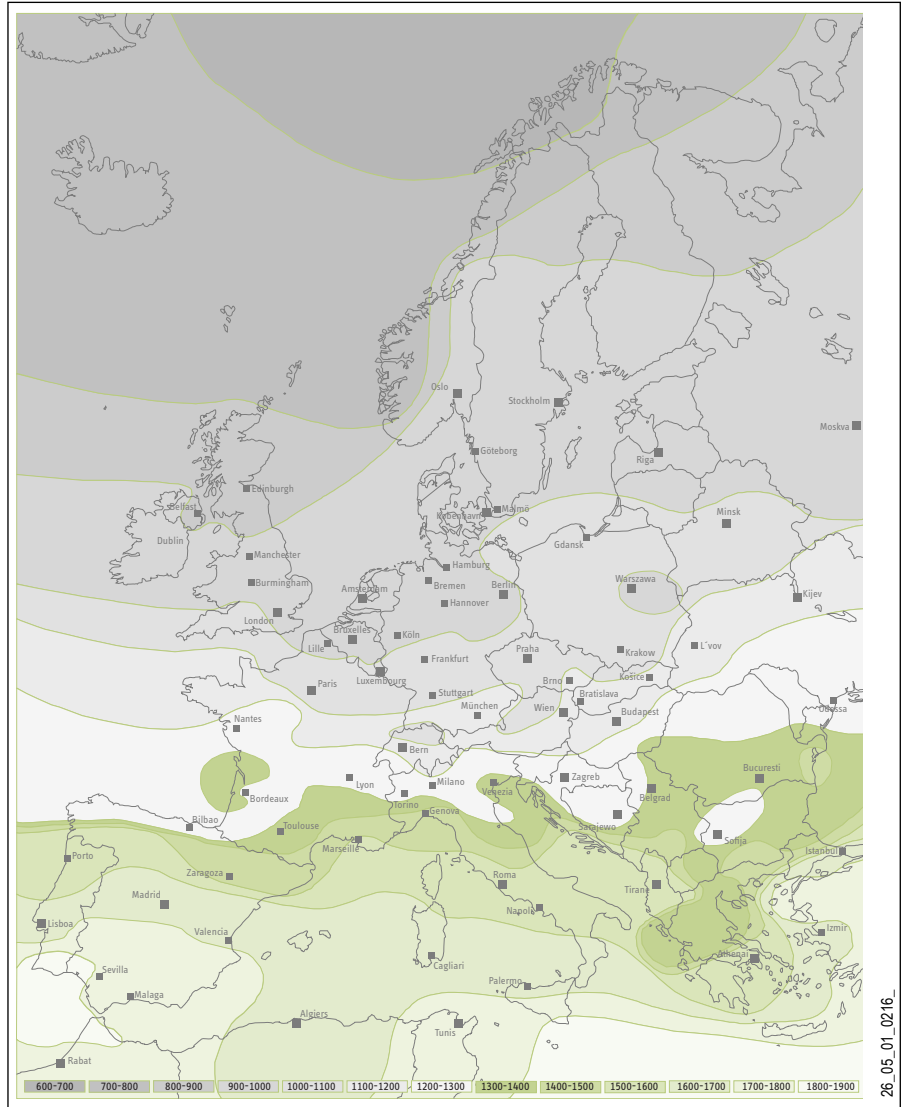 Oslo
Stockholm
Moskva
Göteborg
Riga
Edinburgh
Belfast
København
Malmö
Minsk
Dublin
Gdansk
Manchester
Hamburg
Burmingham
Bremen
Berlin
Warszawa
Amsterdam
Hannover
Kijev
London
Bruxelles
Köln
Lille
Praha
Krakow
L´vov
Frankfurt
Luxembourg
Košice
Paris
Brno
Stuttgart
Bratislava
Odessa
München
Wien
Budapest
Nantes
Bern
Bucuresti
Zagreb
Lyon
Milano
Venezia
Belgrad
Bordeaux
Torino
Genova
Bilbao
Sarajewo
Toulouse
Sofija
Marseille
Istanbul
Porto
Zaragoza
Roma
Tirane
Madrid
Napoli
Lisboa
Valencia
Izmir
Athenai
Cagliari
Sevilla
Palermo
Malaga
Algiers
Tunis
Rabat
600-700 700-800 800-900 900-1000 1000-1100 1100-1200 1200-1300 1300-1400 1400-1500 1500-1600 1600-1700 1700-1800 1800-1900
26_05_01_0216_